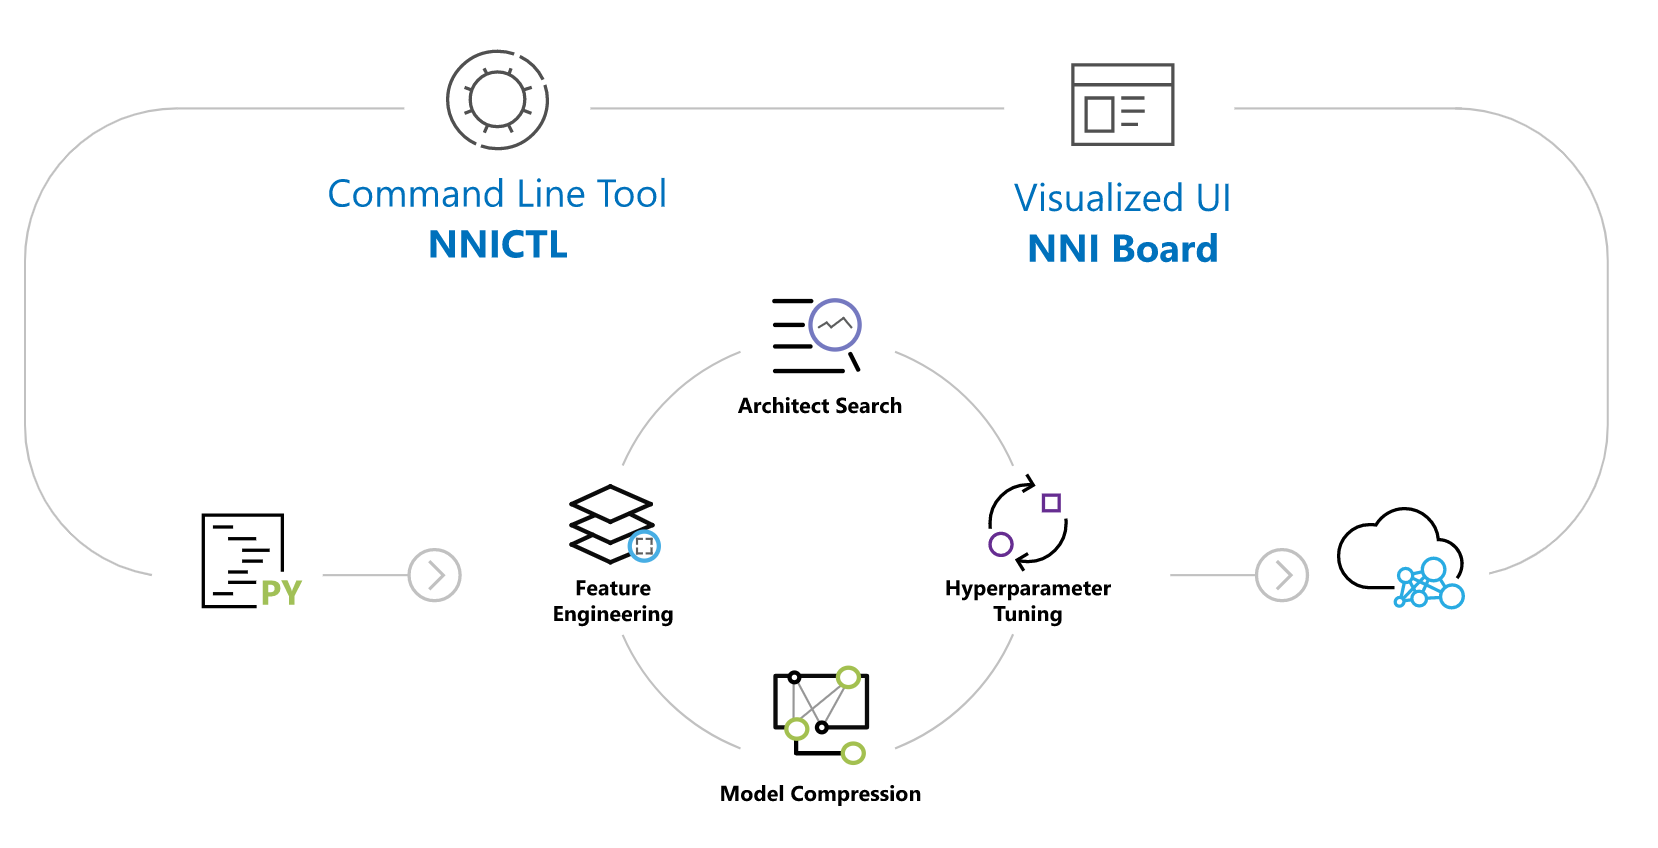 Command Line Tool
NNICTL
Visualized UI
NNI Board
Architect Search
Feature
Engineering
Hyperparameter
Tuning
PY
Model Compression